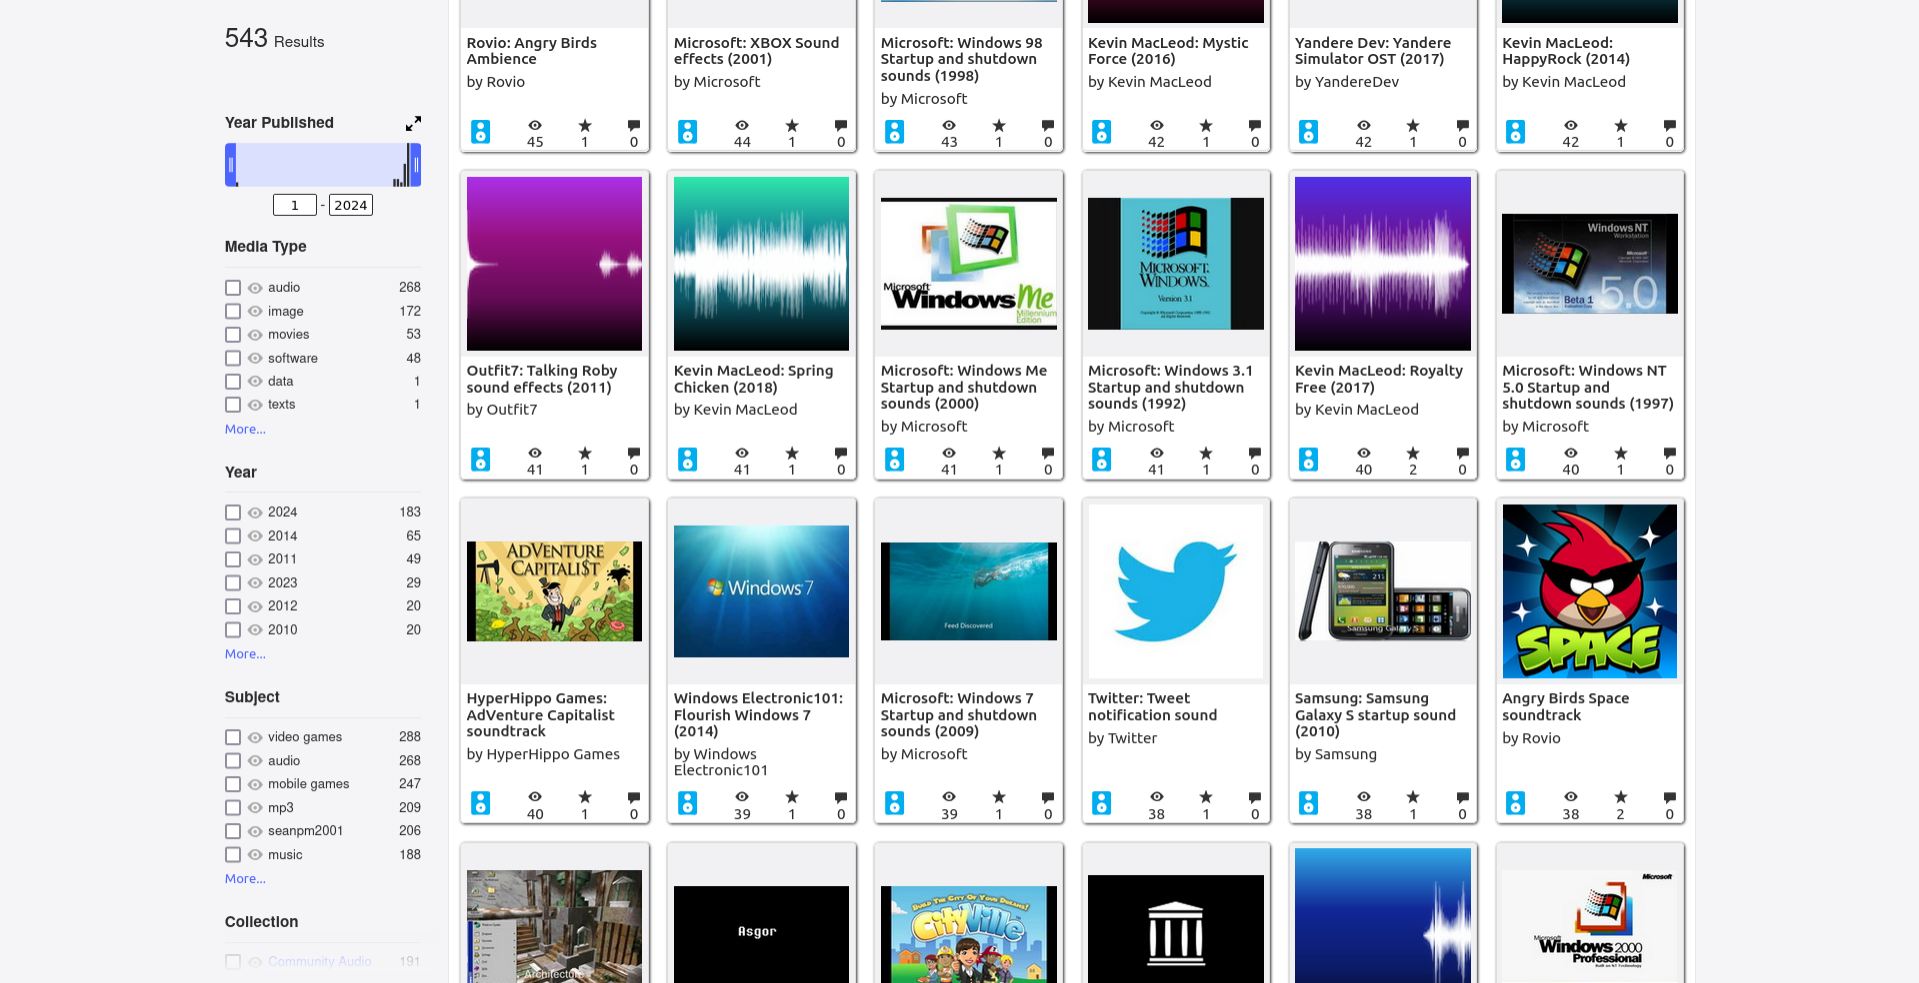 543 Results
Year Published
1 - 2024
Media Type
audio 268
image 172
movies 53
software 48
data 1
texts 1
More...
Year
2024 183
2014 65
2011 49
2023 29
2012 20
2010 20
More...
Subject
video games 288
audio 268
mobile games 247
mp3 209
seanpm2001 206
music 188
More...
Collection
Community Audio 191
Rovio: Angry Birds
Ambience
by Rovio
45 1 0
Microsoft: XBOX Sound
effects (2001)
by Microsoft
44 1 0
Microsoft: Windows 98
Startup and shutdown
sounds (1998)
by Microsoft
43 1 0
Kevin MacLeod: Mystic
Force (2016)
by Kevin MacLeod
42 1 0
Yandere Dev: Yandere
Simulator OST (2017)
by YandereDev
42 1 0
Kevin MacLeod:
HappyRock (2014)
by Kevin MacLeod
42 1 0
Outfit7: Talking Roby
sound effects (2011)
by Outfit7
41 1 0
Kevin MacLeod: Spring
Chicken (2018)
by Kevin MacLeod
41 1 0
Microsoft
Windows Me
Millennium
Edition
Microsoft: Windows Me
Startup and shutdown
sounds (2000)
by Microsoft
41 1 0
MICROSOFT.
WINDOWS.
Version 3.1
Microsoft: Windows 3.1
Startup and shutdown
sounds (1992)
by Microsoft
41 1 0
Kevin MacLeod: Royalty
Free (2017)
by Kevin MacLeod
40 2 0
Windows NT
Workstation
Microsoft
Beta 1
5.0
Microsoft: Windows NT
5.0 Startup and
shutdown sounds (1997)
by Microsoft
40 1 0
ADVENTURE
CAPITALI$T
HyperHippo Games:
AdVenture Capitalist
soundtrack
by HyperHippo Games
40 1 0
Windows 7
Windows Electronic101:
Flourish Windows 7
(2014)
by Windows
Electronic101
39 1 0
Feed Discovered
Microsoft: Windows 7
Startup and shutdown
sounds (2009)
by Microsoft
39 1 0
Twitter: Tweet
notification sound
by Twitter
38 1 0
Samsung Galaxy S
Samsung: Samsung
Galaxy S startup sound
(2010)
by Samsung
38 1 0
SPACE
Angry Birds Space
soundtrack
by Rovio
38 2 0
Architecture
Asgor
BUILD THE CITY OF YOUR DREAMS!
CityVille
Microsoft
Microsoft
Windows 2000
Professional
Built on NT Technology